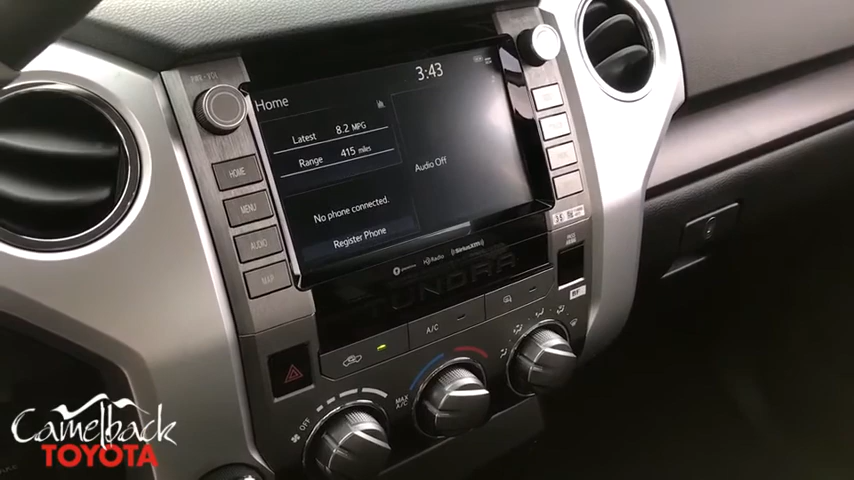 PWR·VOL
Home
3:43
Latest 8.2 MPG
Range 415 miles
Audio Off
No phone connected.
Register Phone
HOME
MENU
AUDIO
MAP
pandora HD Radio SiriusXM
TUNDRA
A/C
MAX A/C
OFF
Camelback
TOYOTA